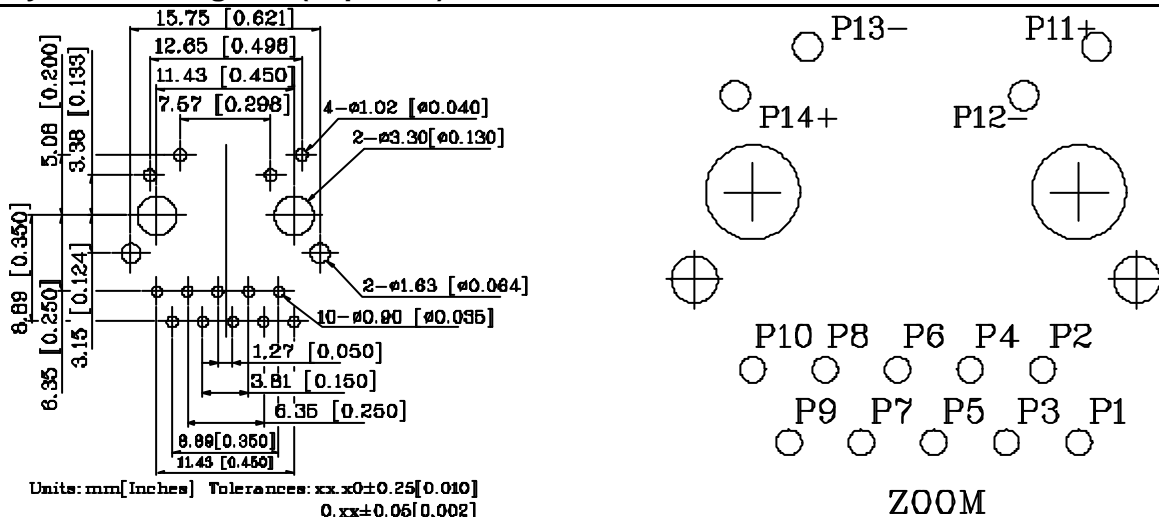 15.75 [0.621]
12.65 [0.498]
11.43 [0.450]
7.57 [0.298]
5.08 [0.200]
3.38 [0.133]
4-ø1.02 [ø0.040]
2-ø3.30[ø0.130]
8.89 [0.350]
6.35 [0.250]
3.15 [0.124]
2-ø1.63 [ø0.064]
10-ø0.90 [ø0.035]
1.27 [0.050]
3.81 [0.150]
6.35 [0.250]
8.89[0.350]
11.43 [0.450]
Units:mm[Inches] Tolerances:xx.x0±0.25[0.010]
0.xx±0.05[0.002]
P13- P11+
P14+ P12-
P10 P8 P6 P4 P2
P9 P7 P5 P3 P1
ZOOM